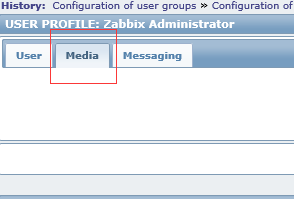 History: Configuration of user groups » Configuration of
USER PROFILE: Zabbix Administrator
User Media Messaging